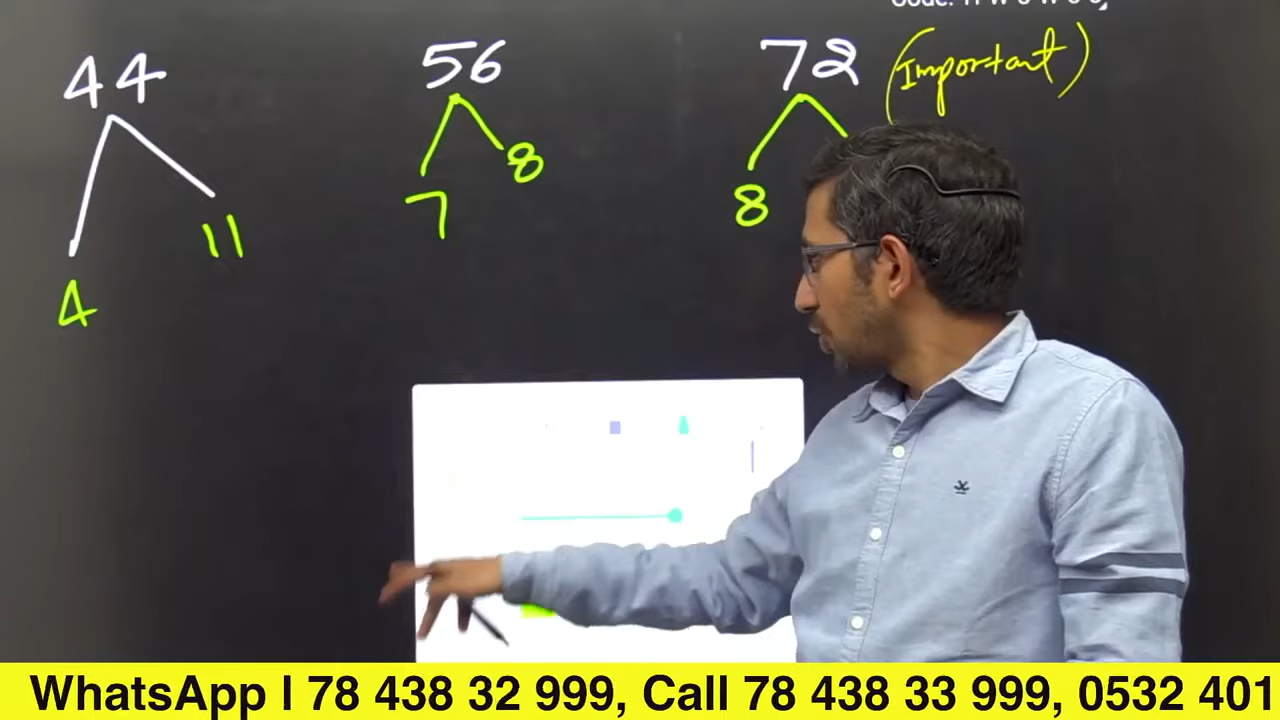 44 56 72 (Important)
4 11 7 8 8
WhatsApp I 78 438 32 999, Call 78 438 33 999, 0532 401